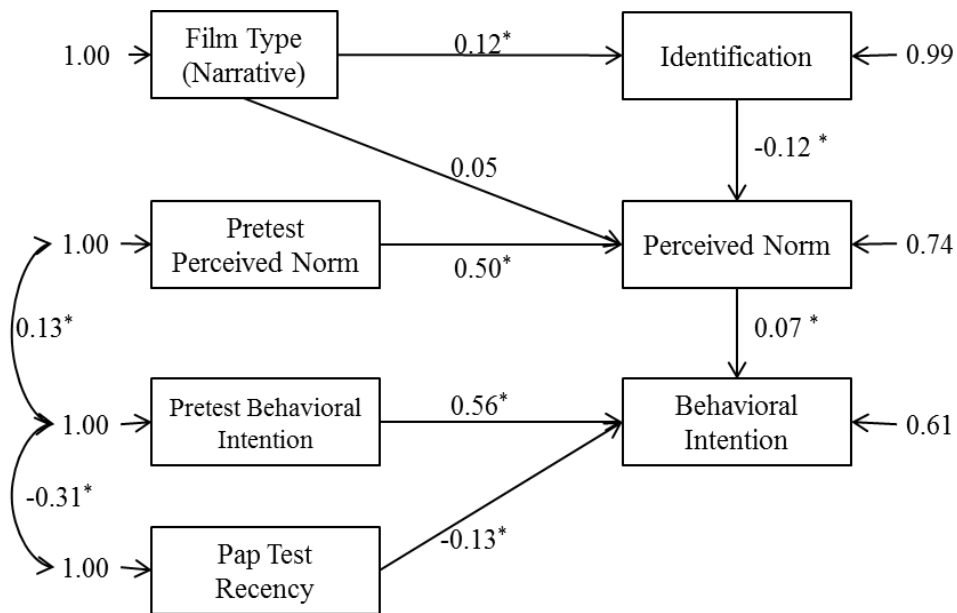 1.00
Film Type
(Narrative)
0.12*
Identification
0.99
-0.12 *
0.05
1.00
Pretest
Perceived Norm
0.50*
Perceived Norm
0.74
0.13*
0.07 *
1.00
Pretest Behavioral
Intention
0.56*
Behavioral
Intention
0.61
-0.31*
-0.13*
1.00
Pap Test
Recency